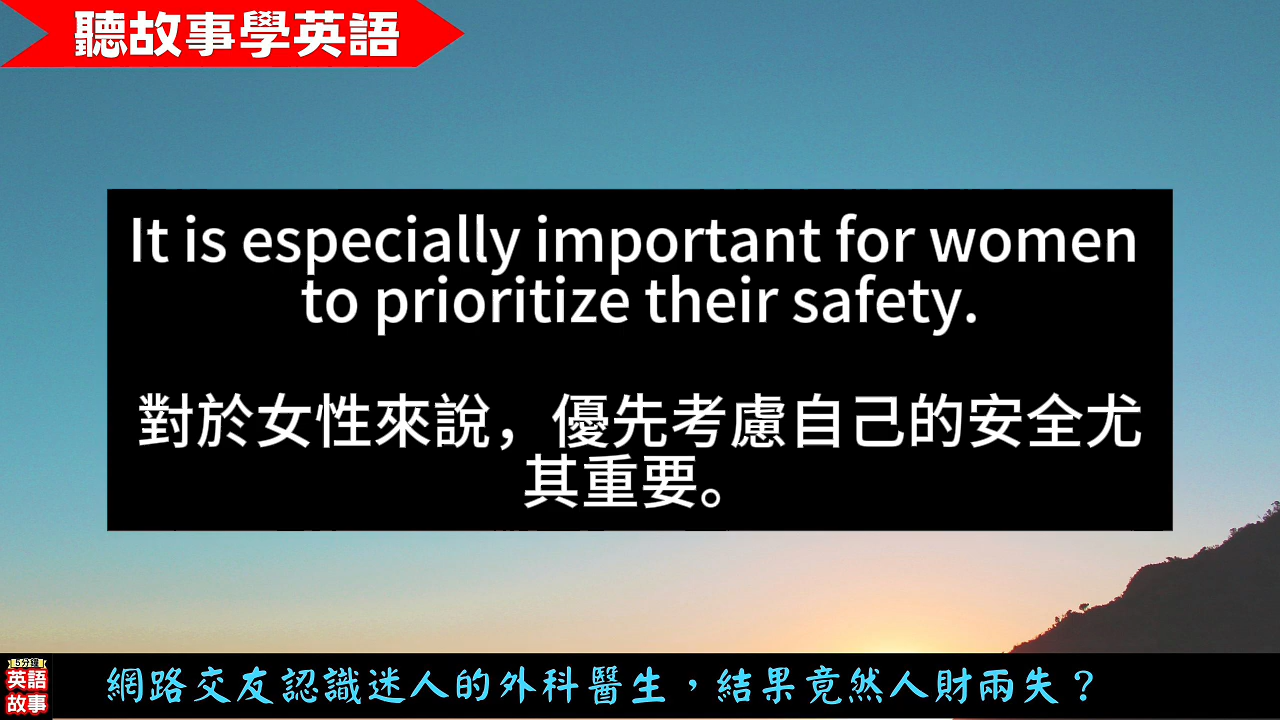 聽故事學英語
It is especially important for women
to prioritize their safety.
對於女性來說，優先考慮自己的安全尤
其重要。
5分鐘
英語
故事
網路交友認識迷人的外科醫生，結果竟然人財兩失？